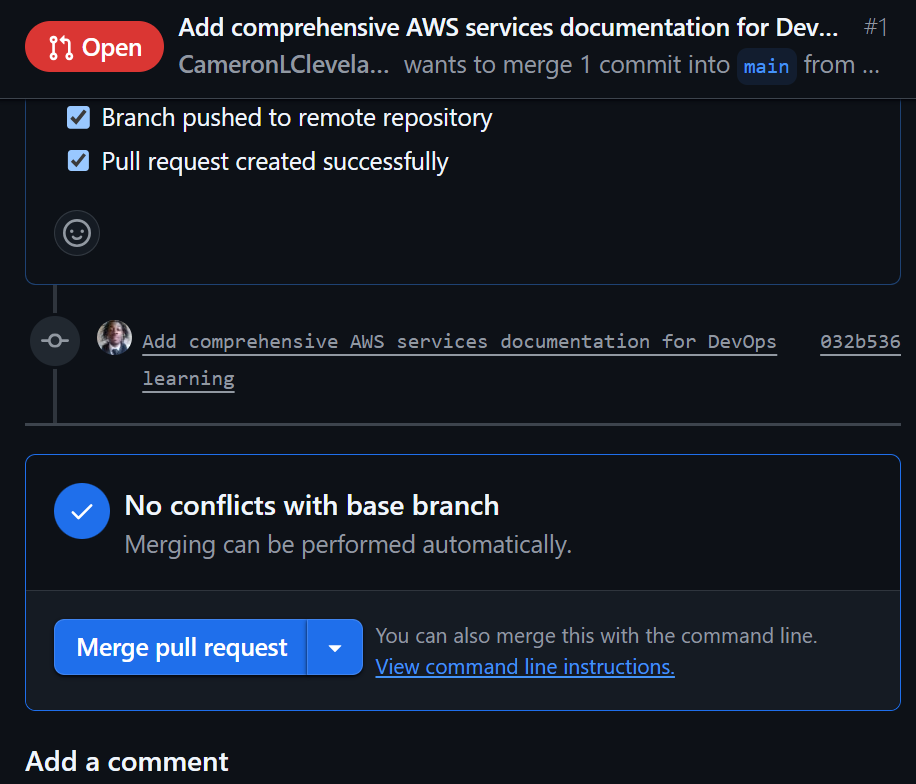 Open
Add comprehensive AWS services documentation for Dev... #1
CameronLClevela... wants to merge 1 commit into main from ...
Branch pushed to remote repository
Pull request created successfully
Add comprehensive AWS services documentation for DevOps 032b536
learning
No conflicts with base branch
Merging can be performed automatically.
Merge pull request
You can also merge this with the command line.
View command line instructions.
Add a comment